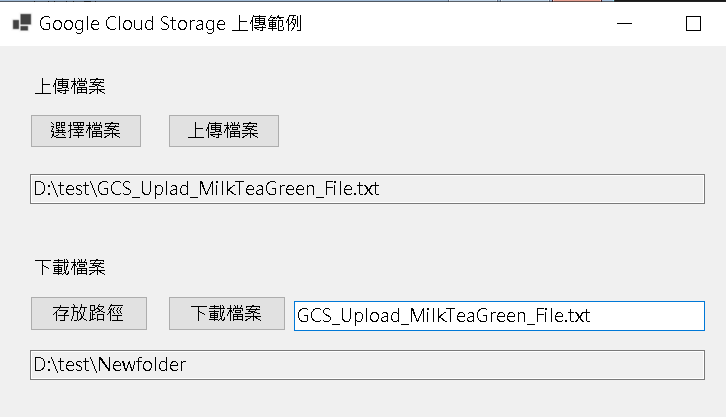 Google Cloud Storage 上傳範例
上傳檔案
選擇檔案 上傳檔案
D:\test\GCS_Uplad_MilkTeaGreen_File.txt
下載檔案
存放路徑 下載檔案 GCS_Upload_MilkTeaGreen_File.txt
D:\test\Newfolder